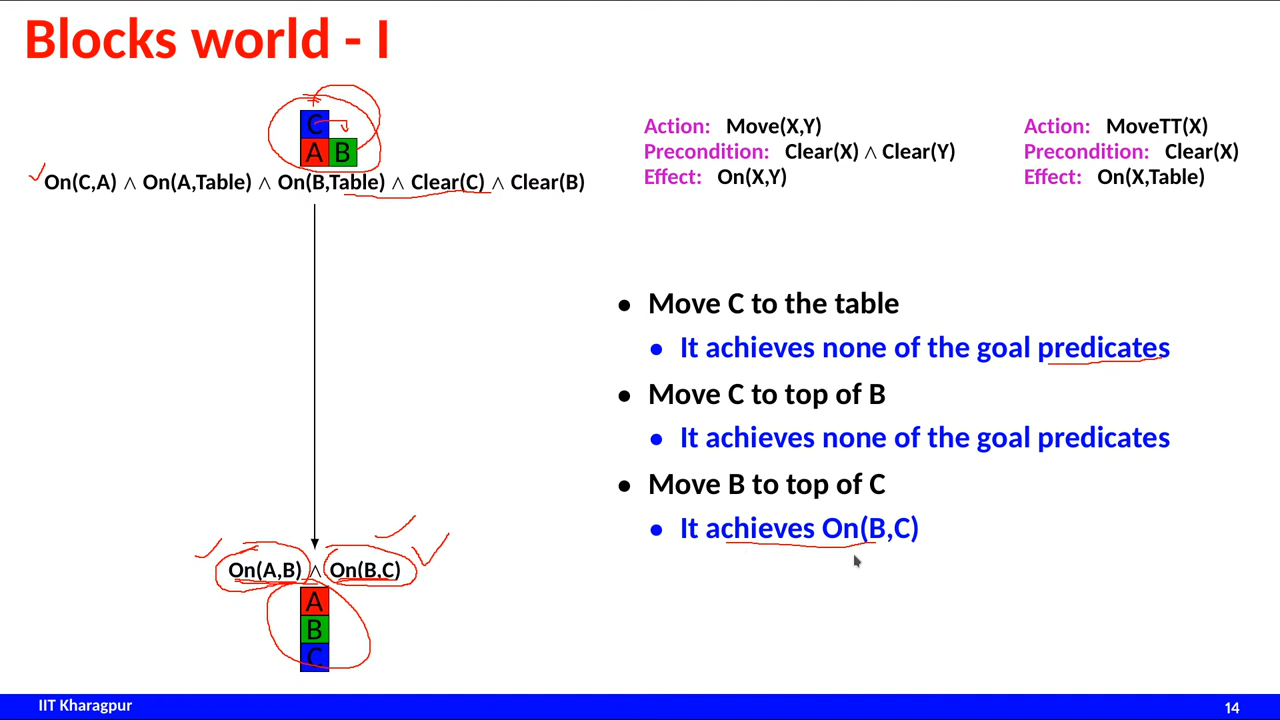 Blocks world - I
C
A B
On(C,A) ∧ On(A,Table) ∧ On(B,Table) ∧ Clear(C) ∧ Clear(B)
Action: Move(X,Y)
Precondition: Clear(X) ∧ Clear(Y)
Effect: On(X,Y)
Action: MoveTT(X)
Precondition: Clear(X)
Effect: On(X,Table)
• Move C to the table
• It achieves none of the goal predicates
• Move C to top of B
• It achieves none of the goal predicates
• Move B to top of C
• It achieves On(B,C)
On(A,B) ∧ On(B,C)
A
B
C
IIT Kharagpur
14